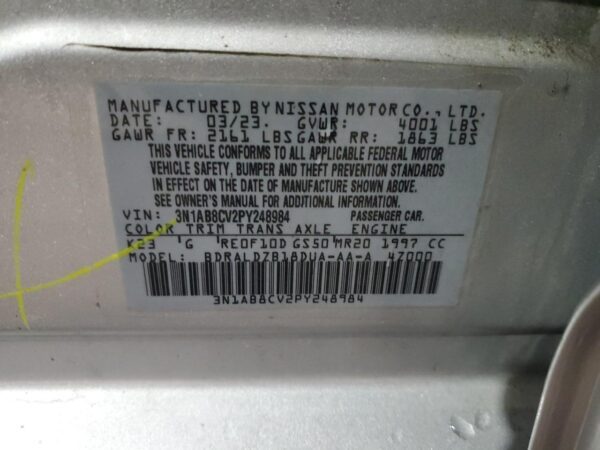 MANUFACTURED BY NISSAN MOTOR CO., LTD.
DATE: 03/23. GVWR: 4001 LBS
GAWR FR: 2161 LBS GAWR RR: 1863 LBS
THIS VEHICLE CONFORMS TO ALL APPLICABLE FEDERAL MOTOR
VEHICLE SAFETY, BUMPER AND THEFT PREVENTION STANDARDS
IN EFFECT ON THE DATE OF MANUFACTURE SHOWN ABOVE.
SEE OWNER'S MANUAL FOR ADDITIONAL INFORMATION.
VIN: 3N1AB8CV2PY248984 PASSENGER CAR.
COLOR TRIM TRANS AXLE ENGINE
K23 G RE0F10D GS50 MR20 1997 CC
MODEL: BDRALDZB18DUA-AA-A 4Z000
3N1AB8CV2PY248984